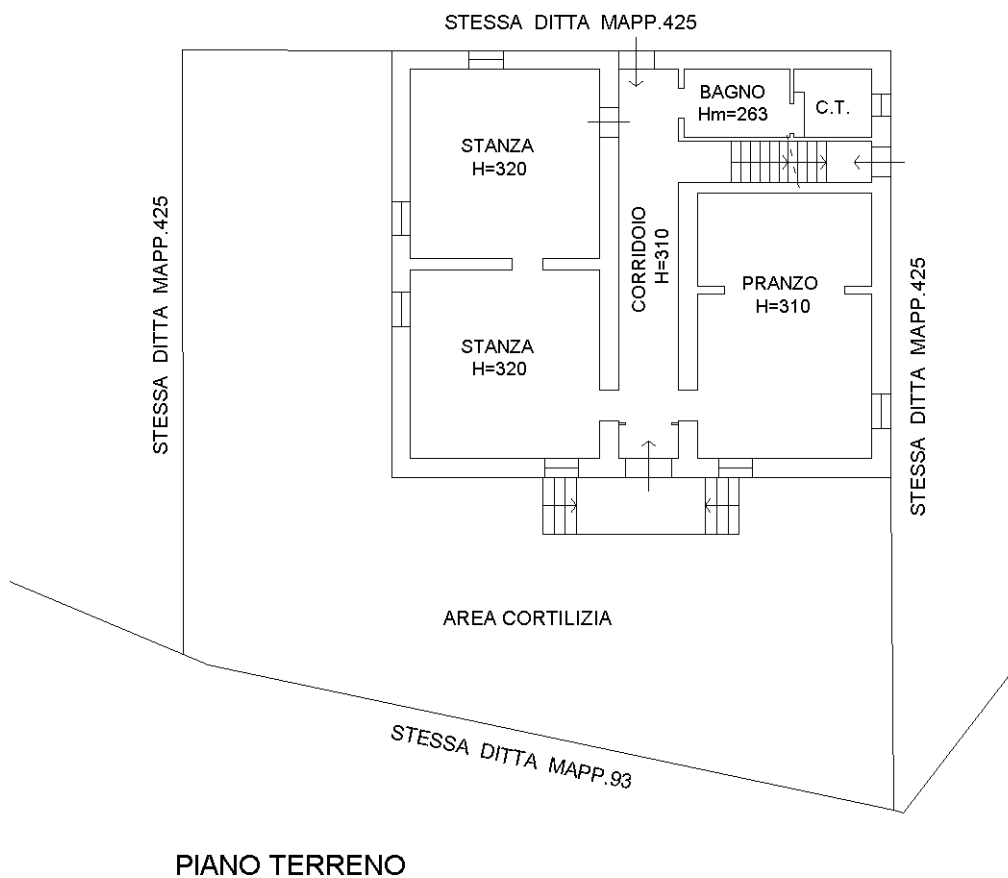 STESSA DITTA MAPP.425
BAGNO
Hm=263
C.T.
STANZA
H=320
STESSA DITTA MAPP.425
CORRIDOIO
H=310
PRANZO
H=310
STESSA DITTA MAPP.425
STANZA
H=320
AREA CORTILIZIA
STESSA DITTA MAPP.93
PIANO TERRENO